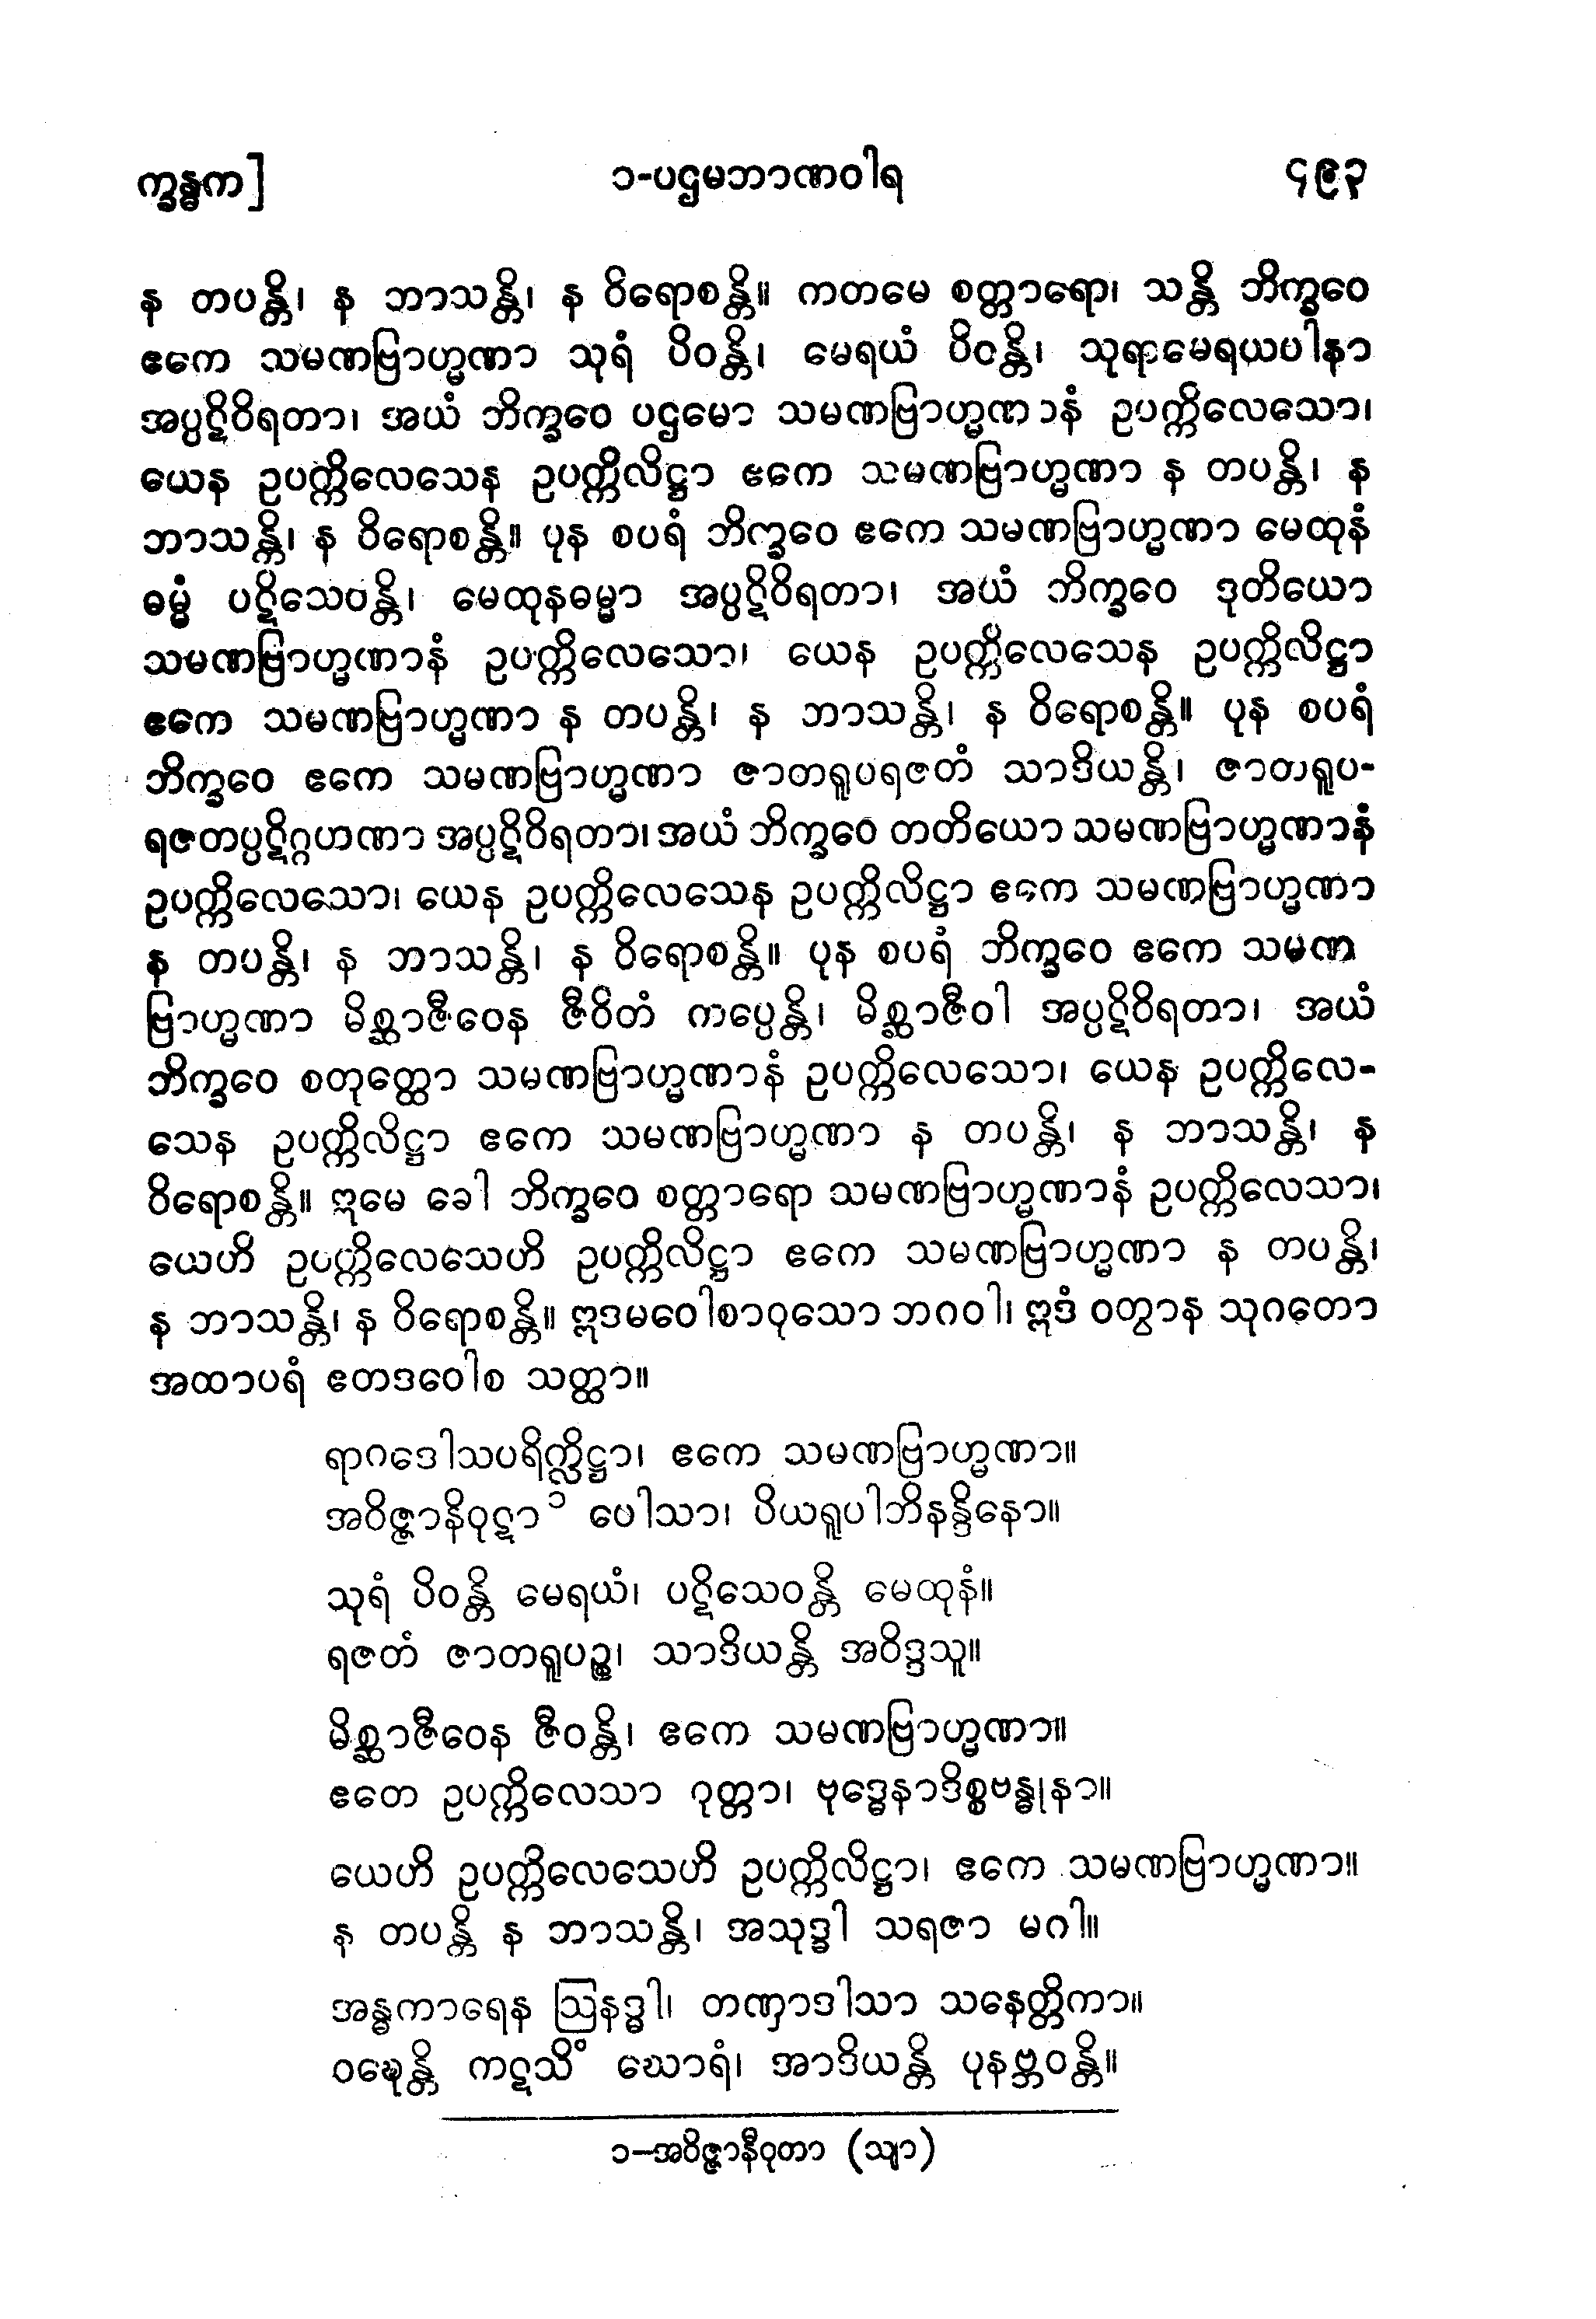 က္ခန္ဓက]
၁-ပဌမဘာဏဝါရ
၄၉၃
န တပန္တိ၊ န ဘာသန္တိ၊ န ဝိရောစန္တိ။ ကတမေ စတ္တာရော၊ သန္တိ ဘိက္ခဝေ
ဧကေ သမဏဗြာဟ္မဏာ သုရံ ပိဝန္တိ၊ မေရယံ ပိဝန္တိ၊ သုရာမေရယပါနာ
အပ္ပဋိဝိရတာ၊ အယံ ဘိက္ခဝေ ပဌမော သမဏဗြာဟ္မဏာနံ ဥပက္ကိလေသော၊
ယေန ဥပက္ကိလေသေန ဥပက္ကိလိဋ္ဌာ ဧကေ သမဏဗြာဟ္မဏာ န တပန္တိ၊ န
ဘာသန္တိ၊ န ဝိရောစန္တိ။ ပုန စပရံ ဘိက္ခဝေ ဧကေ သမဏဗြာဟ္မဏာ မေထုနံ
ဓမ္မံ ပဋိသေဝန္တိ၊ မေထုနဓမ္မာ အပ္ပဋိဝိရတာ၊ အယံ ဘိက္ခဝေ ဒုတိယော
သမဏဗြာဟ္မဏာနံ ဥပက္ကိလေသော၊ ယေန ဥပက္ကိလေသေန ဥပက္ကိလိဋ္ဌာ
ဧကေ သမဏဗြာဟ္မဏာ န တပန္တိ၊ န ဘာသန္တိ၊ န ဝိရောစန္တိ။ ပုန စပရံ
ဘိက္ခဝေ ဧကေ သမဏဗြာဟ္မဏာ ဇာတရူပရဇတံ သာဒိယန္တိ၊ ဇာတရူပ-
ရဇတပ္ပဋိဂ္ဂဟဏာ အပ္ပဋိဝိရတာ၊ အယံ ဘိက္ခဝေ တတိယော သမဏဗြာဟ္မဏာနံ
ဥပက္ကိလေသော၊ ယေန ဥပက္ကိလေသေန ဥပက္ကိလိဋ္ဌာ ဧကေ သမဏဗြာဟ္မဏာ
န တပန္တိ၊ န ဘာသန္တိ၊ န ဝိရောစန္တိ။ ပုန စပရံ ဘိက္ခဝေ ဧကေ သမဏ
ဗြာဟ္မဏာ မိစ္ဆာဇီဝေန ဇီဝိတံ ကပ္ပေန္တိ၊ မိစ္ဆာဇီဝါ အပ္ပဋိဝိရတာ၊ အယံ
ဘိက္ခဝေ စတုတ္ထော သမဏဗြာဟ္မဏာနံ ဥပက္ကိလေသော၊ ယေန ဥပက္ကိလေ-
သေန ဥပက္ကိလိဋ္ဌာ ဧကေ သမဏဗြာဟ္မဏာ န တပန္တိ၊ န ဘာသန္တိ၊ န
ဝိရောစန္တိ။ ဣမေ ခေါ ဘိက္ခဝေ စတ္တာရော သမဏဗြာဟ္မဏာနံ ဥပက္ကိလေသာ၊
ယေဟိ ဥပက္ကိလေသေဟိ ဥပက္ကိလိဋ္ဌာ ဧကေ သမဏဗြာဟ္မဏာ န တပန္တိ၊
န ဘာသန္တိ၊ န ဝိရောစန္တိ။ ဣဒမဝေါစာဝုသော ဘဂဝါ၊ ဣဒံ ဝတွာန သုဂတော
အထာပရံ ဧတဒဝေါစ သတ္ထာ။
ရာဂဒေါသပရိက္လိဋ္ဌာ၊ ဧကေ သမဏဗြာဟ္မဏာ။
အဝိဇ္ဇာနိဝုဋာ ၁ ပေါသာ၊ ပိယရူပါဘိနန္ဒိနော။
သုရံ ပိဝန္တိ မေရယံ၊ ပဋိသေဝန္တိ မေထုနံ။
ရဇတံ ဇာတရူပဉ္စ၊ သာဒိယန္တိ အဝိဒ္ဒသူ။
မိစ္ဆာဇီဝေန ဇီဝန္တိ၊ ဧကေ သမဏဗြာဟ္မဏာ။
ဧတေ ဥပက္ကိလေသာ ဝုတ္တာ၊ ဗုဒ္ဓေနာဒိစ္စဗန္ဓုနာ။
ယေဟိ ဥပက္ကိလေသေဟိ ဥပက္ကိလိဋ္ဌာ၊ ဧကေ သမဏဗြာဟ္မဏာ။
န တပန္တိ န ဘာသန္တိ၊ အသုဒ္ဓါ သရဇာ မဂါ။
အန္ဓကာရေန ဩနဒ္ဓါ၊ တဏှာဒါသာ သနေတ္တိကာ။
ဝဍ္ဎေန္တိ ကဋသိံ ဃောရံ၊ အာဒိယန္တိ ပုနဗ္ဘဝန္တိ။
၁–အဝိဇ္ဇာနီဝုတာ (သျာ)